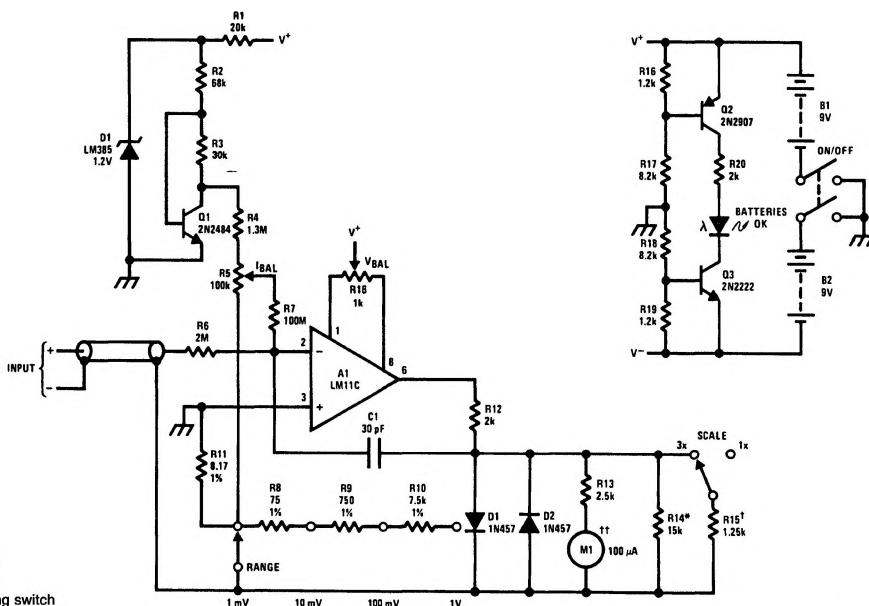 R1
20k
V+
R2
68k
D1
LM385
1.2V
R3
30k
Q1
2N2484
R4
1.3M
R5
100k
IBAL
R7
100M
V+
VBAL
R16
1k
R6
2M
INPUT
+
−
2
−
3
+
1
8
6
A1
LM11C
C1
30 pF
R12
2k
R11
8.17
1%
R8
75
1%
R9
750
1%
R10
7.5k
1%
RANGE
1 mV
10 mV
100 mV
1V
D1
1N457
D2
1N457
R13
2.5k
M1
††
100 µA
R14*
15k
SCALE
3x
1x
R15†
1.25k
V+
R16
1.2k
Q2
2N2907
R17
8.2k
R20
2k
λ
BATTERIES
OK
R18
8.2k
Q3
2N2222
R19
1.2k
V−
B1
9V
ON/OFF
B2
9V
ng switch